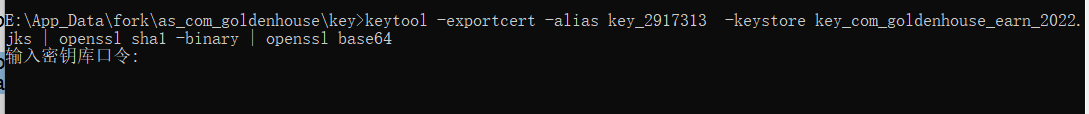 E:\App_Data\fork\as_com_goldenhouse\key>keytool -exportcert -alias key_2917313  -keystore key_com_goldenhouse_earn_2022.
jks | openssl sha1 -binary | openssl base64
输入密钥库口令: